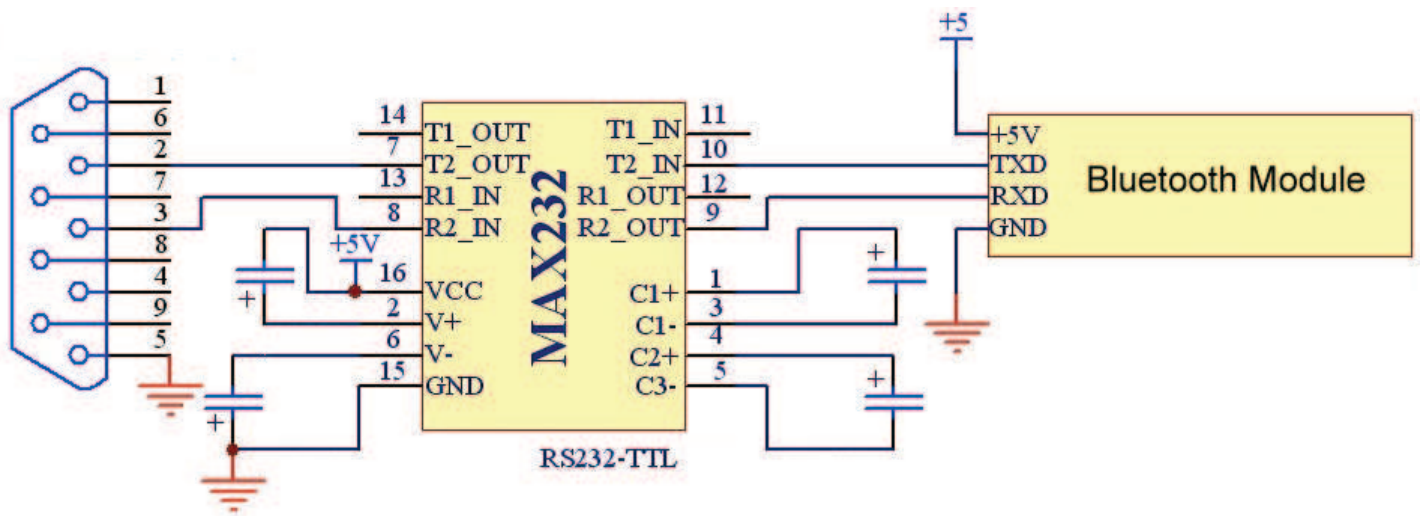 +5
1
6
2
7
3
8
4
9
5
14
7
13
8
16
2
6
15
T1_OUT
T2_OUT
R1_IN
R2_IN
VCC
V+
V-
GND
+5V
+
+
MAX232
T1_IN
T2_IN
R1_OUT
R2_OUT
C1+
C1-
C2+
C3-
11
10
12
9
1
3
4
5
+
+
RS232-TTL
+5V
TXD
RXD
GND
Bluetooth Module